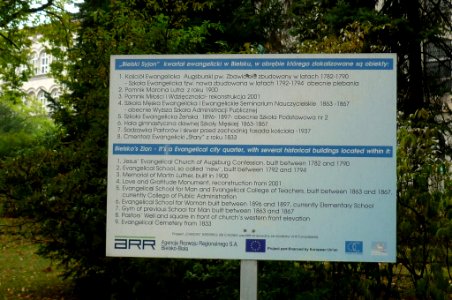 „Bielski Syjon" kwartał ewangelicki w Bielsku, w obrębie którego zlokalizowane są obiekty:
1 Kościół Ewangelicko Augsburski pw. Zbawiciela zbudowany w latach 1782-1790
- Szkoła Ewangelicka tzw. nowa zbudowana w latach 1792-1794, obecnie plebania
2. Pomnik Marcina Lutra z roku 1900
3. Pomnik Miłości i Wdzięczności- rekonstrukcja 2001
4. Szkoła Męska Ewangelicka i Ewangelickie Seminarium Nauczycielskie 1863 -1867
- obecnie Wyższa Szkoła Administracji Publicznej
5. Szkoła Ewangelicka Żeńska 1896- 1897- obecnie Szkoła Podstawowa nr 2
6. Hala gimnastyczna dawnej Szkoły Męskiej 1863-1867
7. Sadzawka Pastorów i skwer przed zachodnią fasadą kościoła -1937
8. Cmentarz Ewangelicki „Stary" z roku 1833
Bielsko's Zion - it's a Evangelical city quarter, with several historical buildings located within it:
1. Jesus' Evangelical Church of Augsburg Confession, built between 1782 and 1790
2. Evangelical School, so called 'new', built between 1792 and 1794
3. Memorial of Martin Luther, built in 1900
4. Love and Gratitude Monument, reconstruction from 2001
5. Evangelical School for Man and Evangelical College of Teachers, built between 1863 and 1867,
currently College of Public Administration
6. Evangelical School for Woman built between 1896 and 1897, currently Elementary School
7. Gym of previous School for Man built between 1863 and 1867
8. Pastors' Well and square in front of church's western front elevation
9. Evangelical Cemetery from 1833
ARR
Agencja Rozwoju Regionalnego S.A.
Bielsko-Biała
Project co-financed by European Union